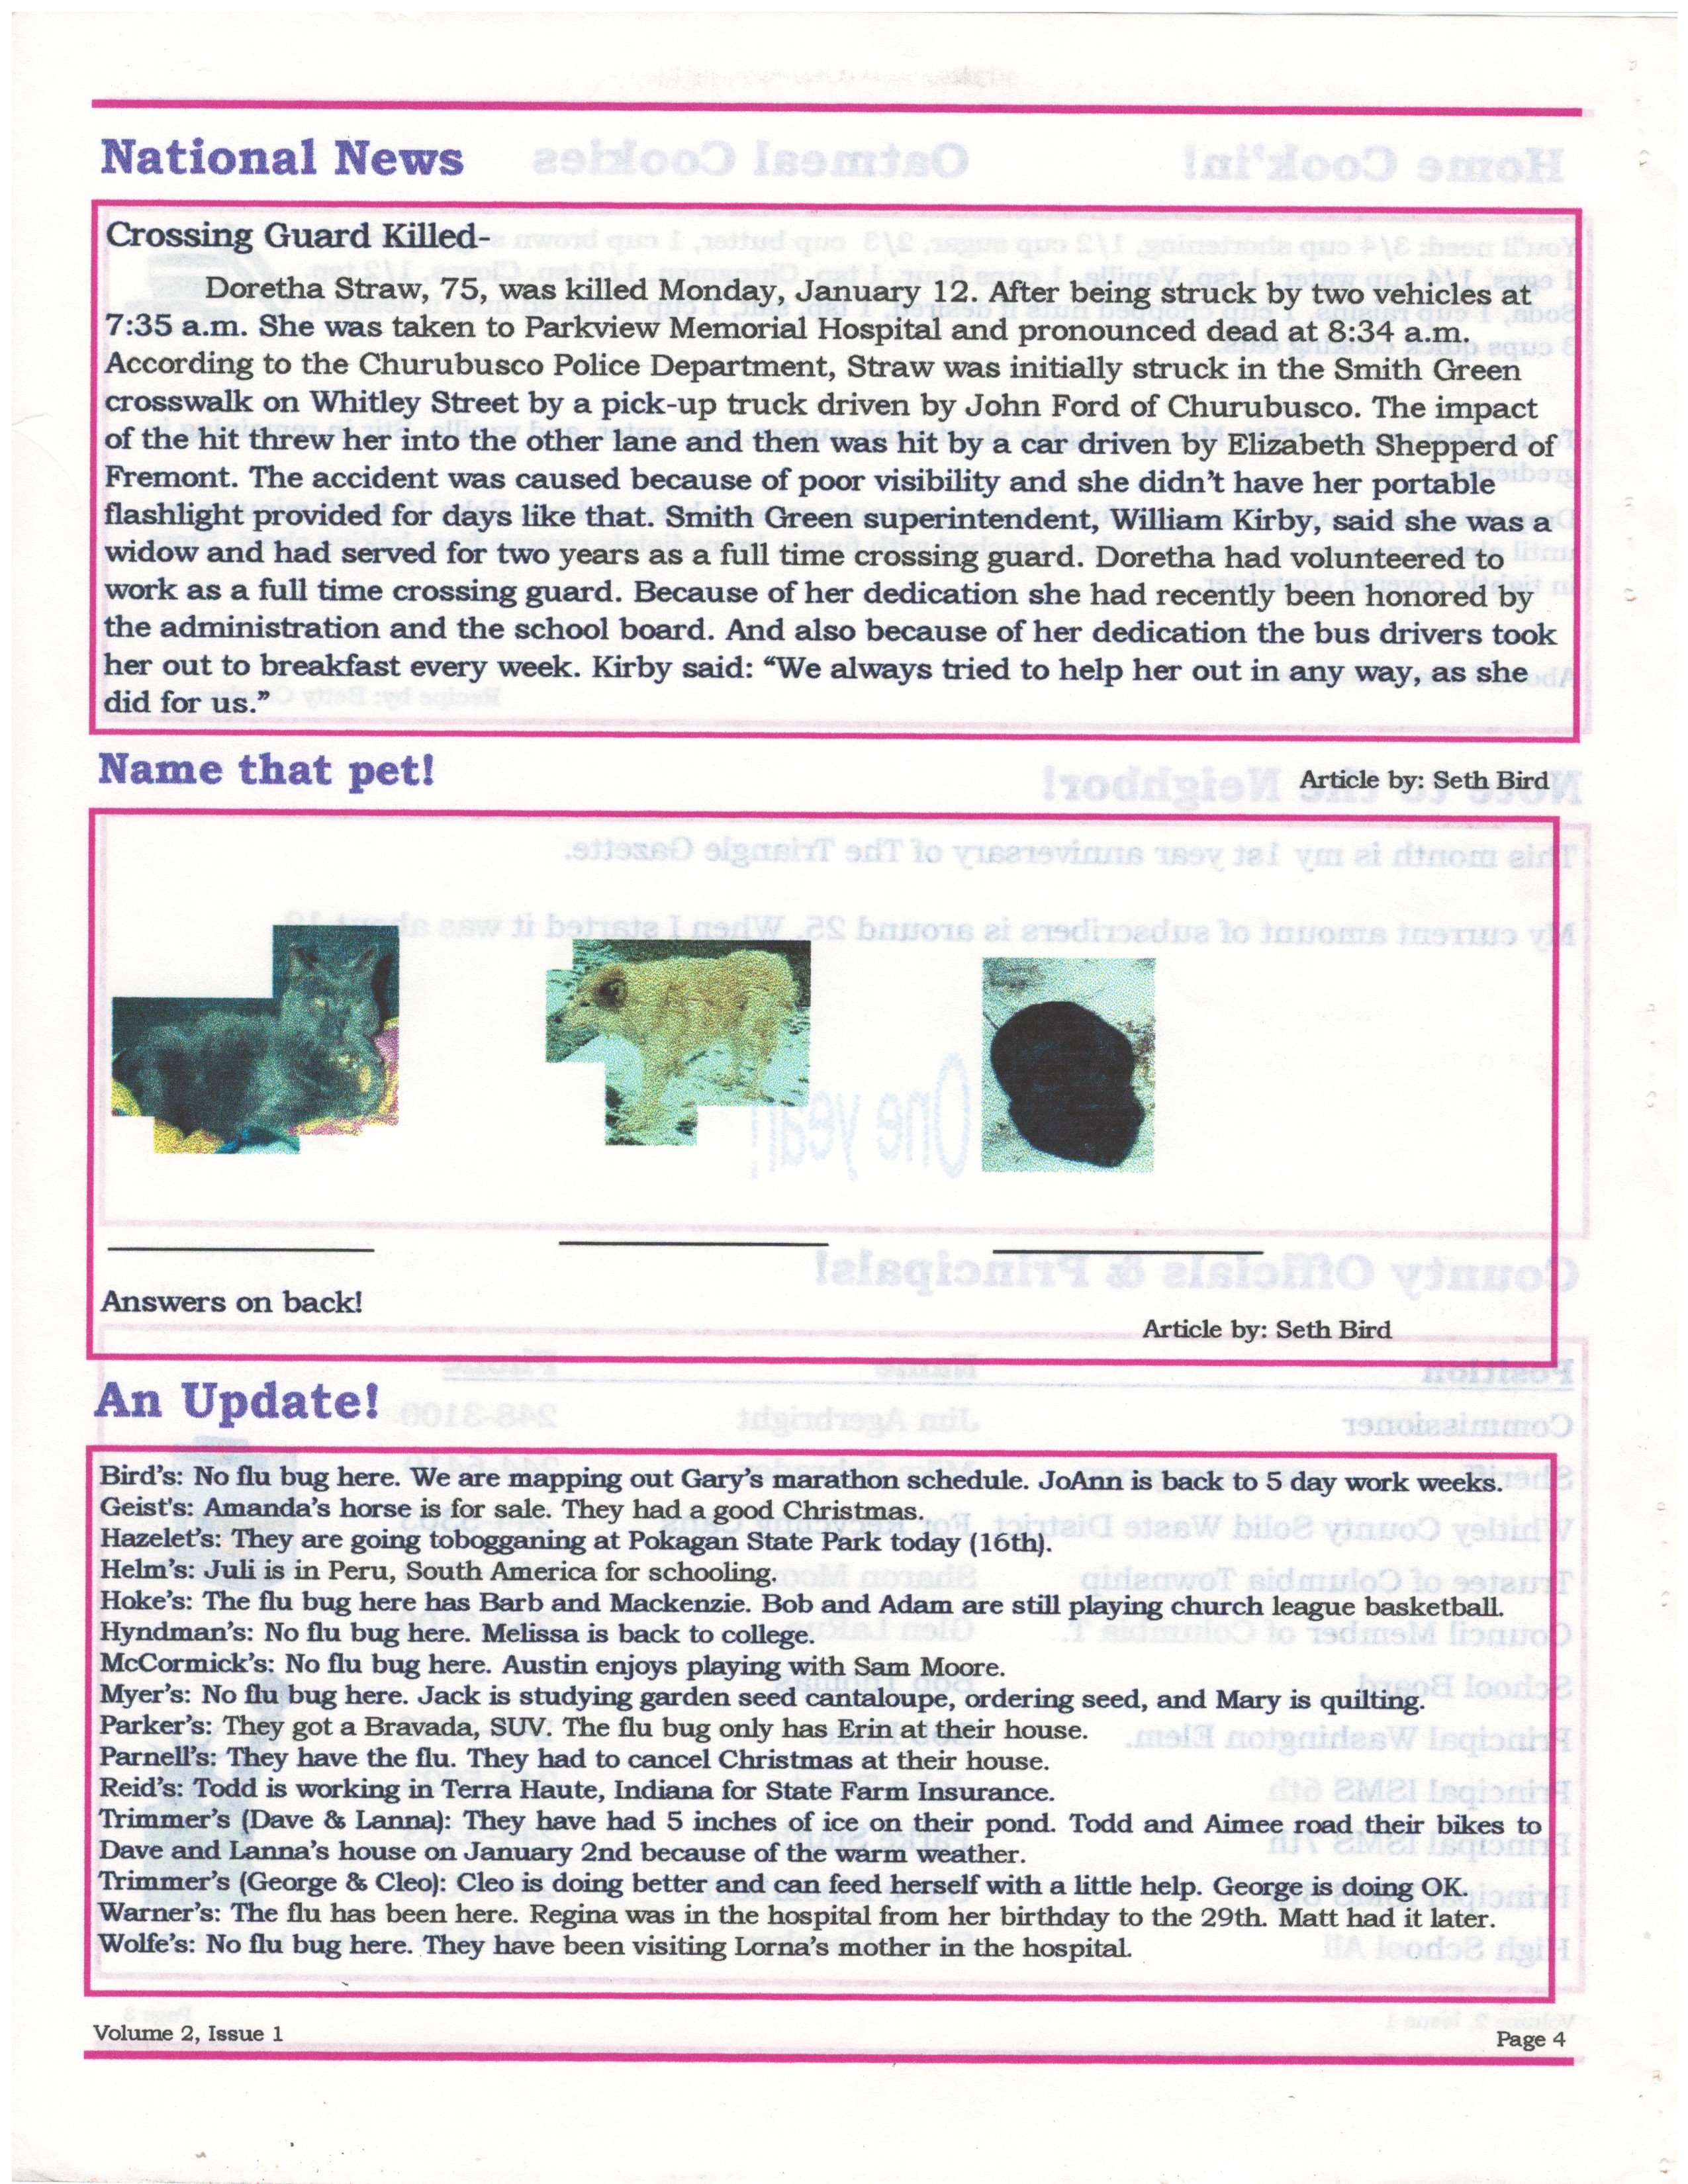 National News
Crossing Guard Killed-
Doretha Straw, 75, was killed Monday, January 12. After being struck by two vehicles at
7:35 a.m. She was taken to Parkview Memorial Hospital and pronounced dead at 8:34 a.m.
According to the Churubusco Police Department, Straw was initially struck in the Smith Green
crosswalk on Whitley Street by a pick-up truck driven by John Ford of Churubusco. The impact
of the hit threw her into the other lane and then was hit by a car driven by Elizabeth Shepperd of
Fremont. The accident was caused because of poor visibility and she didn't have her portable
flashlight provided for days like that. Smith Green superintendent, William Kirby, said she was a
widow and had served for two years as a full time crossing guard. Doretha had volunteered to
work as a full time crossing guard. Because of her dedication she had recently been honored by
the administration and the school board. And also because of her dedication the bus drivers took
her out to breakfast every week. Kirby said: “We always tried to help her out in any way, as she
did for us.”
Name that pet!
Article by: Seth Bird
Answers on back!
Article by: Seth Bird
An Update!
Bird's: No flu bug here. We are mapping out Gary's marathon schedule. JoAnn is back to 5 day work weeks.
Geist's: Amanda's horse is for sale. They had a good Christmas.
Hazelet's: They are going tobogganing at Pokagan State Park today (16th).
Helm's: Juli is in Peru, South America for schooling.
Hoke's: The flu bug here has Barb and Mackenzie. Bob and Adam are still playing church league basketball.
Hyndman's: No flu bug here. Melissa is back to college.
McCormick's: No flu bug here. Austin enjoys playing with Sam Moore.
Myer's: No flu bug here. Jack is studying garden seed cantaloupe, ordering seed, and Mary is quilting.
Parker's: They got a Bravada, SUV. The flu bug only has Erin at their house.
Parnell's: They have the flu. They had to cancel Christmas at their house.
Reid's: Todd is working in Terra Haute, Indiana for State Farm Insurance.
Trimmer's (Dave & Lanna): They have had 5 inches of ice on their pond. Todd and Aimee road their bikes to
Dave and Lanna's house on January 2nd because of the warm weather.
Trimmer's (George & Cleo): Cleo is doing better and can feed herself with a little help. George is doing OK.
Warner's: The flu has been here. Regina was in the hospital from her birthday to the 29th. Matt had it later.
Wolfe's: No flu bug here. They have been visiting Lorna's mother in the hospital.
Volume 2, Issue 1
Page 4